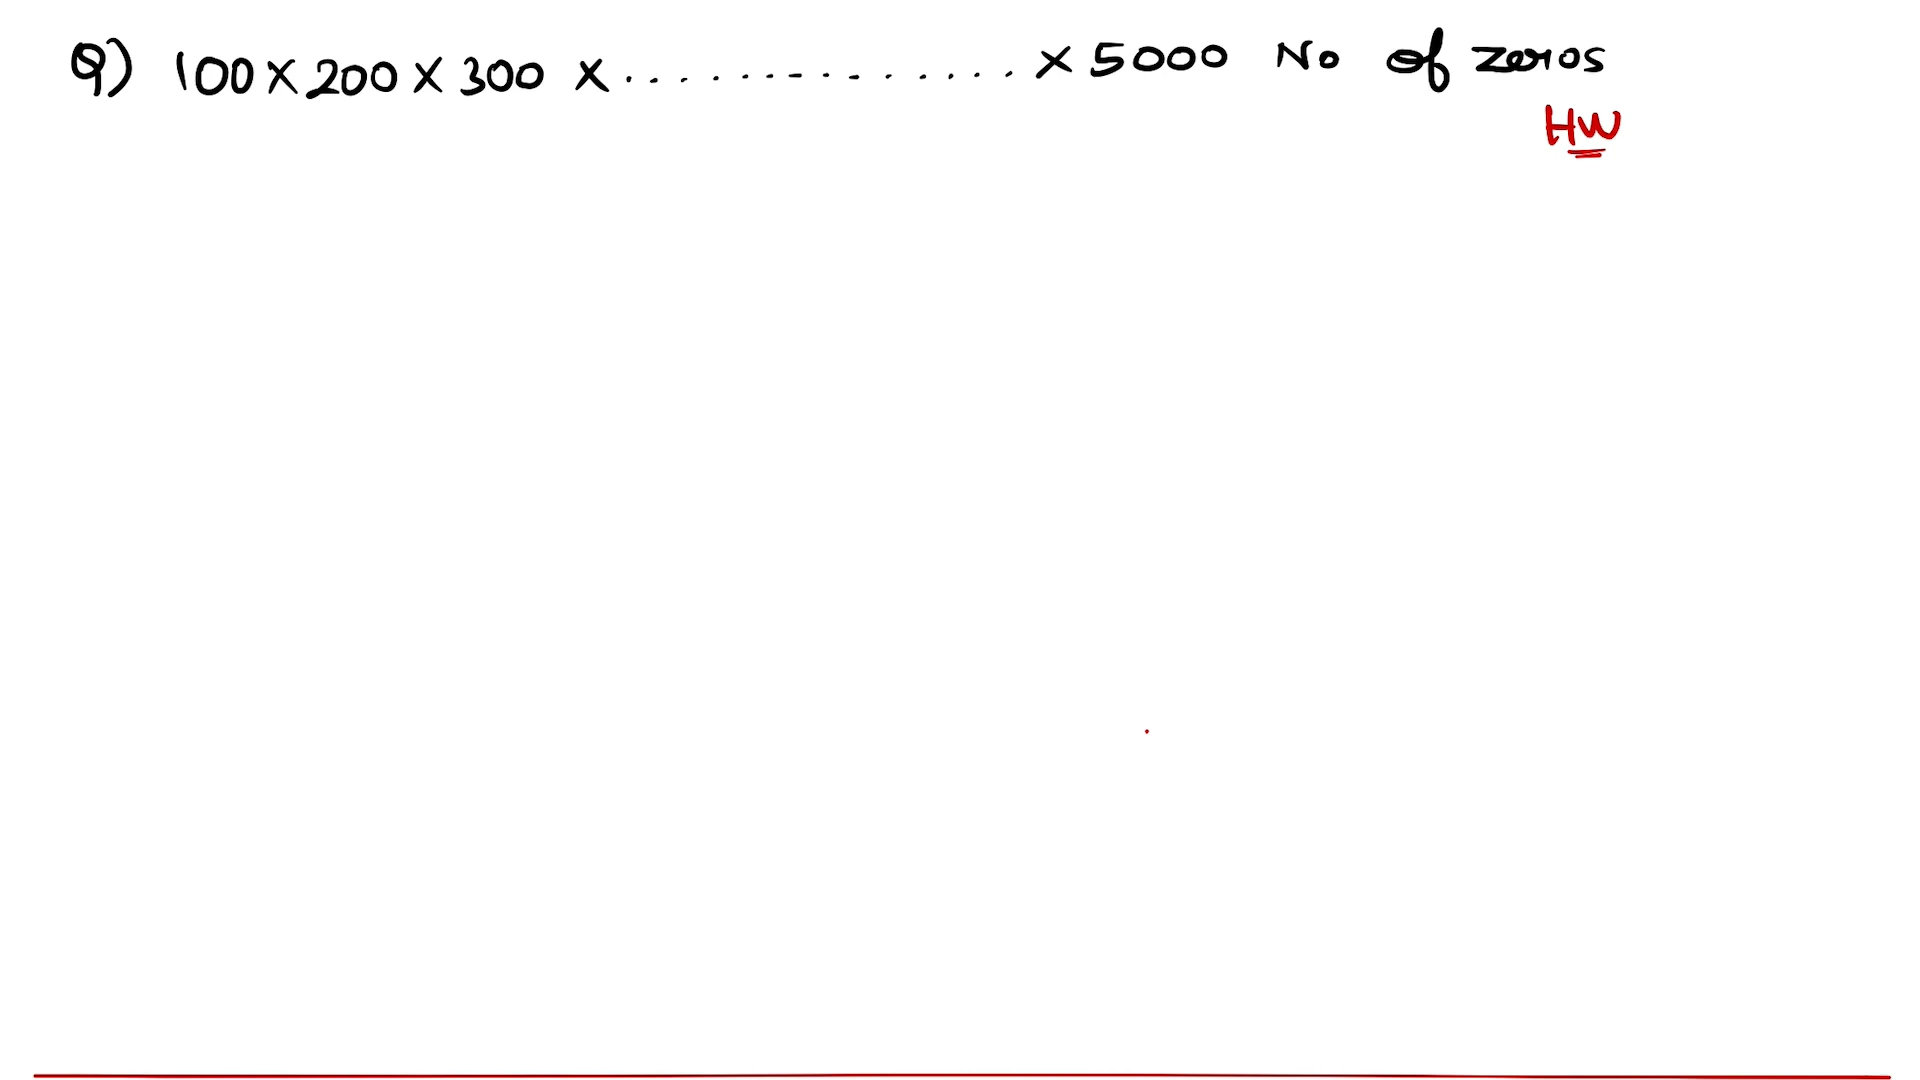 Q) 100 x 200 x 300 x .............. x 5000 No of zeros
HW